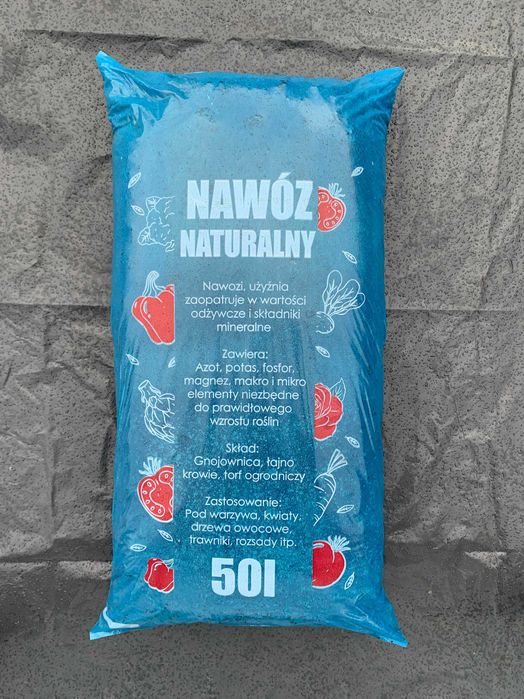 NAWÓZ
NATURALNY
Nawozi, użyźnia
zaopatruje w wartości
odżywcze i składniki
mineralne
Zawiera:
Azot, potas, fosfor,
magnez, makro i mikro
elementy niezbędne
do prawidłowego
wzrostu roślin
Skład:
Gnojownica, łajno
krowie, torf ogrodniczy
Zastosowanie:
Pod warzywa, kwiaty,
drzewa owocowe,
trawniki, rozsady itp.
50l